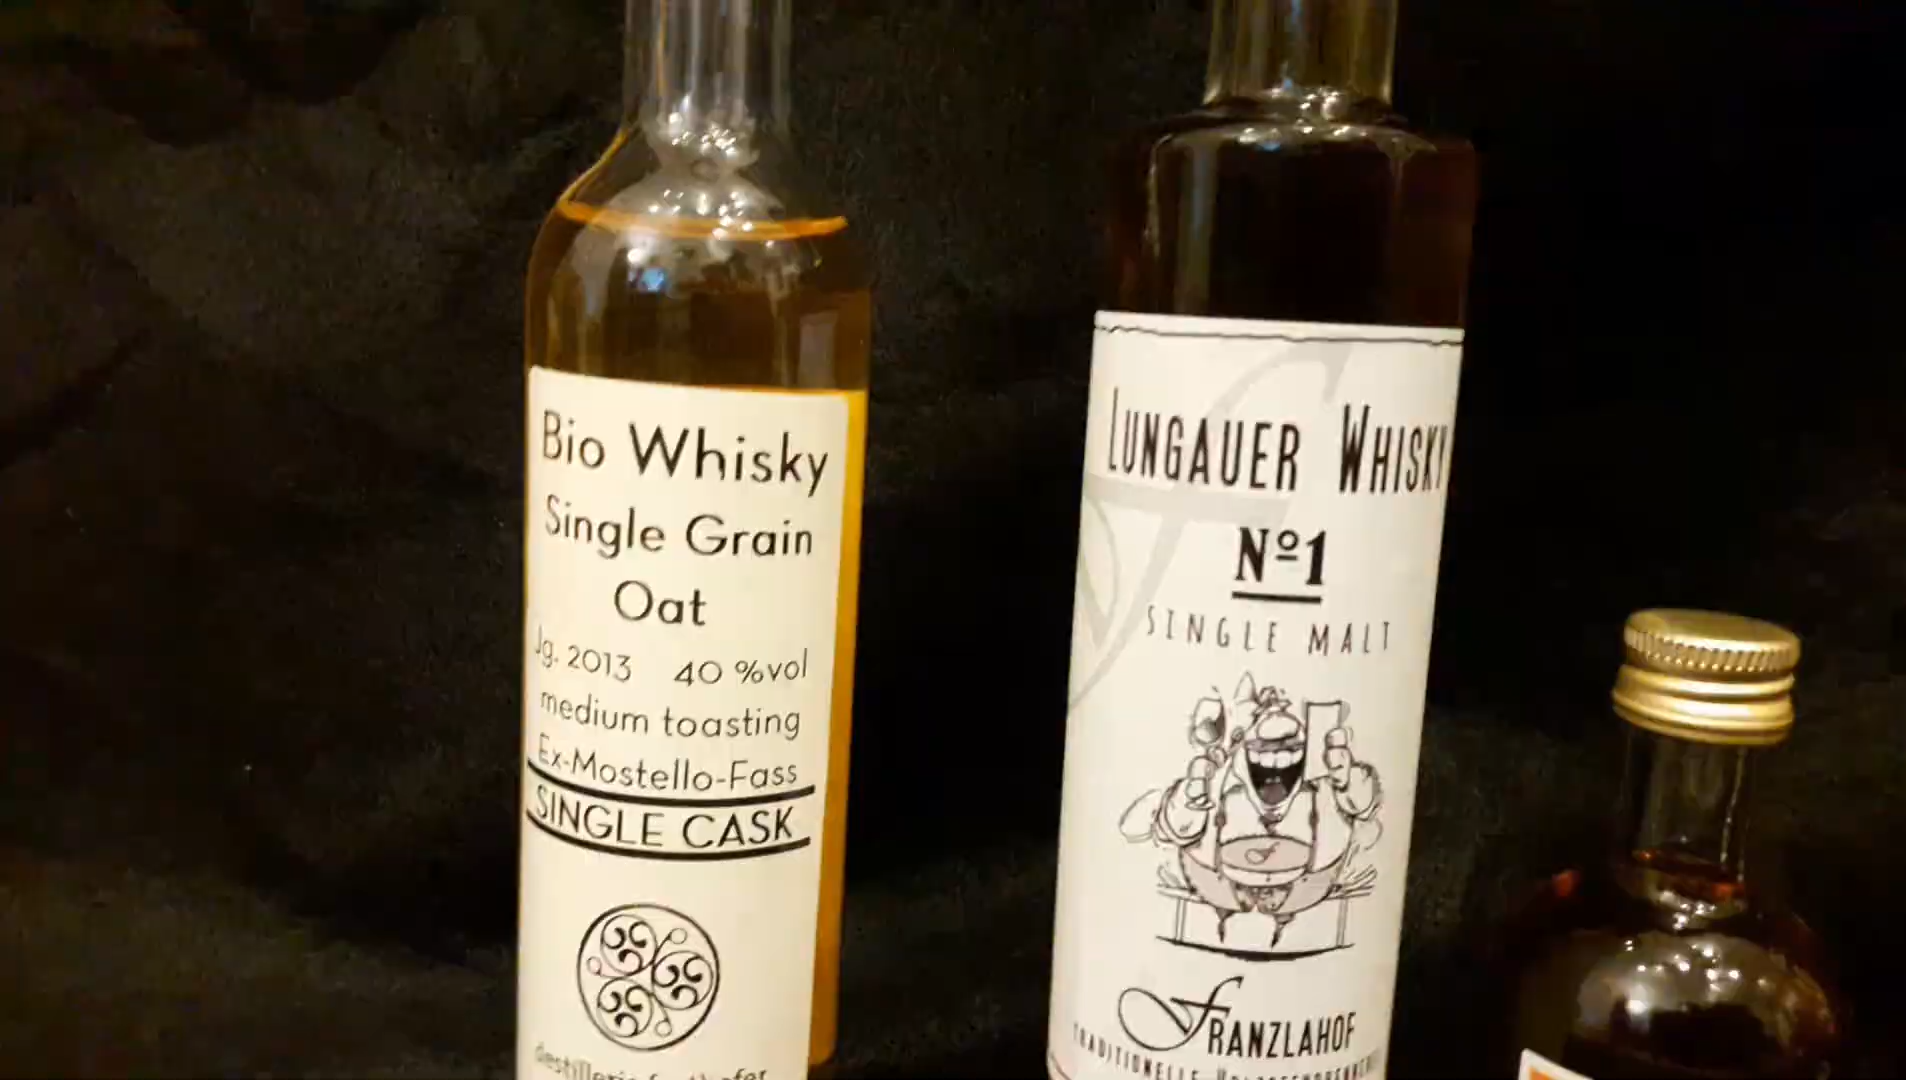 Bio Whisky
Single Grain
Oat
Jg. 2013 40 %vol
medium toasting
Ex-Mostello-Fass
SINGLE CASK
LUNGAUER WHISKY
Nº1
SINGLE MALT
FRANZLAHOF
TRADITIONELLE